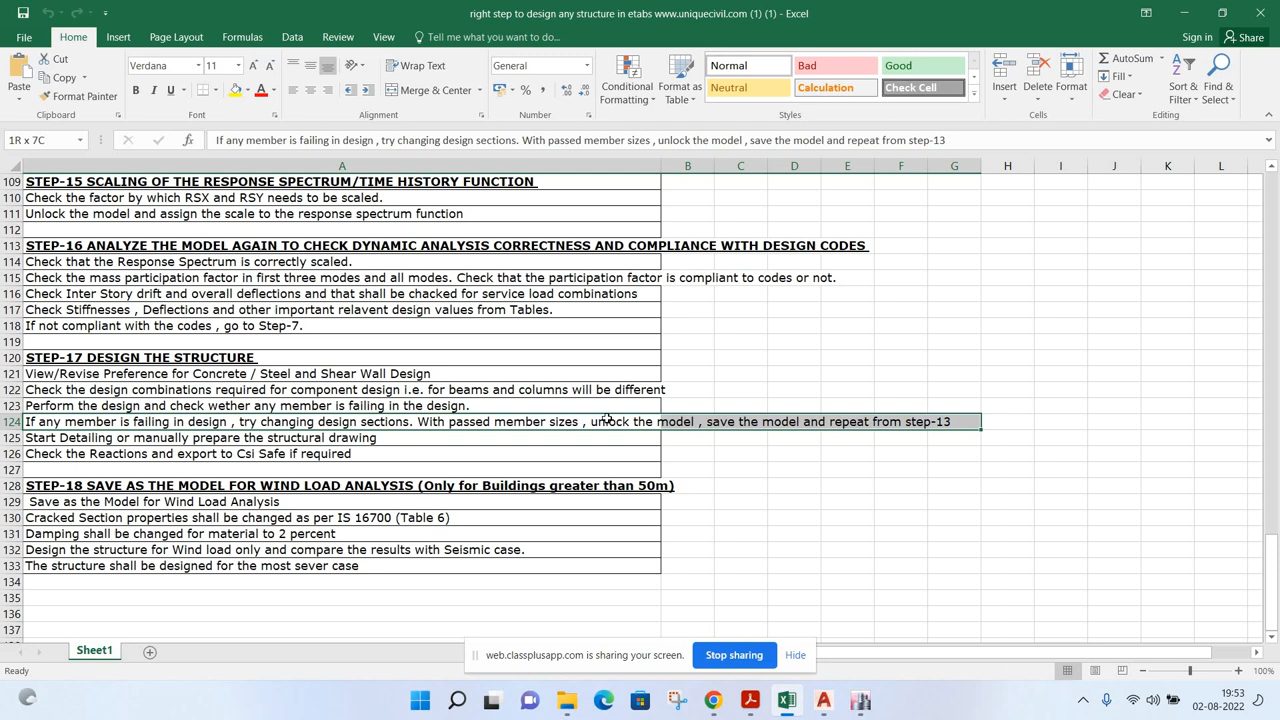 right step to design any structure in etabs www.uniquecivil.com (1) (1) - Excel
File Home Insert Page Layout Formulas Data Review View Tell me what you want to do... Sign in Share
Paste Cut Copy Format Painter
Clipboard
Verdana 11
B I U
Font
Wrap Text
Merge & Center
Alignment
General
Number
Conditional Formatting Format as Table
Normal Bad Good
Neutral Calculation Check Cell
Styles
Insert Delete Format
Cells
AutoSum
Fill
Clear
Sort & Filter Find & Select
Editing
1R x 7C fx If any member is failing in design , try changing design sections. With passed member sizes , unlock the model , save the model and repeat from step-13
A B C D E F G H I J K L
109 STEP-15 SCALING OF THE RESPONSE SPECTRUM/TIME HISTORY FUNCTION
110 Check the factor by which RSX and RSY needs to be scaled.
111 Unlock the model and assign the scale to the response spectrum function
112
113 STEP-16 ANALYZE THE MODEL AGAIN TO CHECK DYNAMIC ANALYSIS CORRECTNESS AND COMPLIANCE WITH DESIGN CODES
114 Check that the Response Spectrum is correctly scaled.
115 Check the mass participation factor in first three modes and all modes. Check that the participation factor is compliant to codes or not.
116 Check Inter Story drift and overall deflections and that shall be chacked for service load combinations
117 Check Stiffnesses , Deflections and other important relavent design values from Tables.
118 If not compliant with the codes , go to Step-7.
119
120 STEP-17 DESIGN THE STRUCTURE
121 View/Revise Preference for Concrete / Steel and Shear Wall Design
122 Check the design combinations required for component design i.e. for beams and columns will be different
123 Perform the design and check wether any member is failing in the design.
124 If any member is failing in design , try changing design sections. With passed member sizes , unlock the model , save the model and repeat from step-13
125 Start Detailing or manually prepare the structural drawing
126 Check the Reactions and export to Csi Safe if required
127
128 STEP-18 SAVE AS THE MODEL FOR WIND LOAD ANALYSIS (Only for Buildings greater than 50m)
129 Save as the Model for Wind Load Analysis
130 Cracked Section properties shall be changed as per IS 16700 (Table 6)
131 Damping shall be changed for material to 2 percent
132 Design the structure for Wind load only and compare the results with Seismic case.
133 The structure shall be designed for the most sever case
134
135
136
137
Sheet1
web.classplusapp.com is sharing your screen. Stop sharing Hide
Ready 100%
19:53
02-08-2022